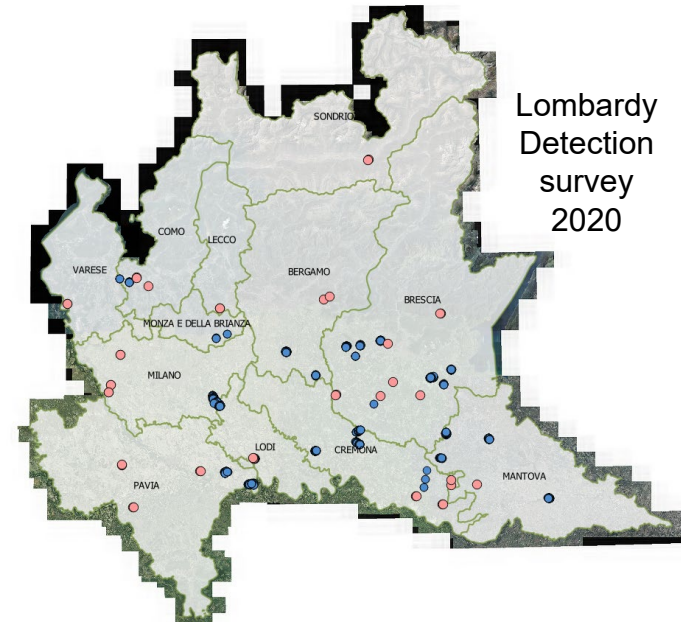 Lombardy
Detection
survey
2020
SONDRIO
COMO
LECCO
VARESE
BERGAMO
BRESCIA
MONZA E DELLA BRIANZA
MILANO
LODI
CREMONA
PAVIA
MANTOVA